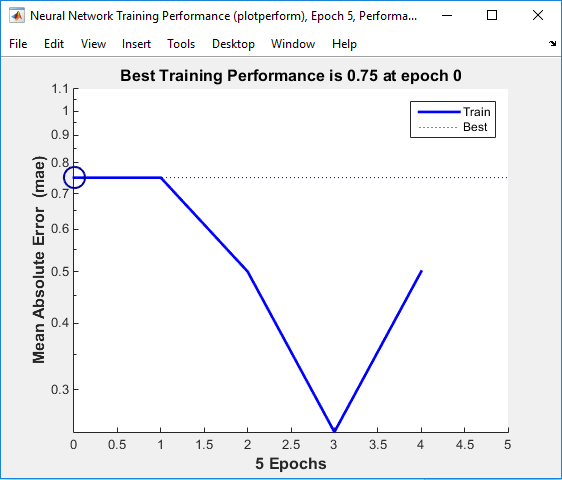 Neural Network Training Performance (plotperform), Epoch 5, Performa...
File Edit View Insert Tools Desktop Window Help
Best Training Performance is 0.75 at epoch 0
Mean Absolute Error (mae)
1.1
1
0.9
0.8
0.7
0.6
0.5
0.4
0.3
Train
Best
0 0.5 1 1.5 2 2.5 3 3.5 4 4.5 5
5 Epochs